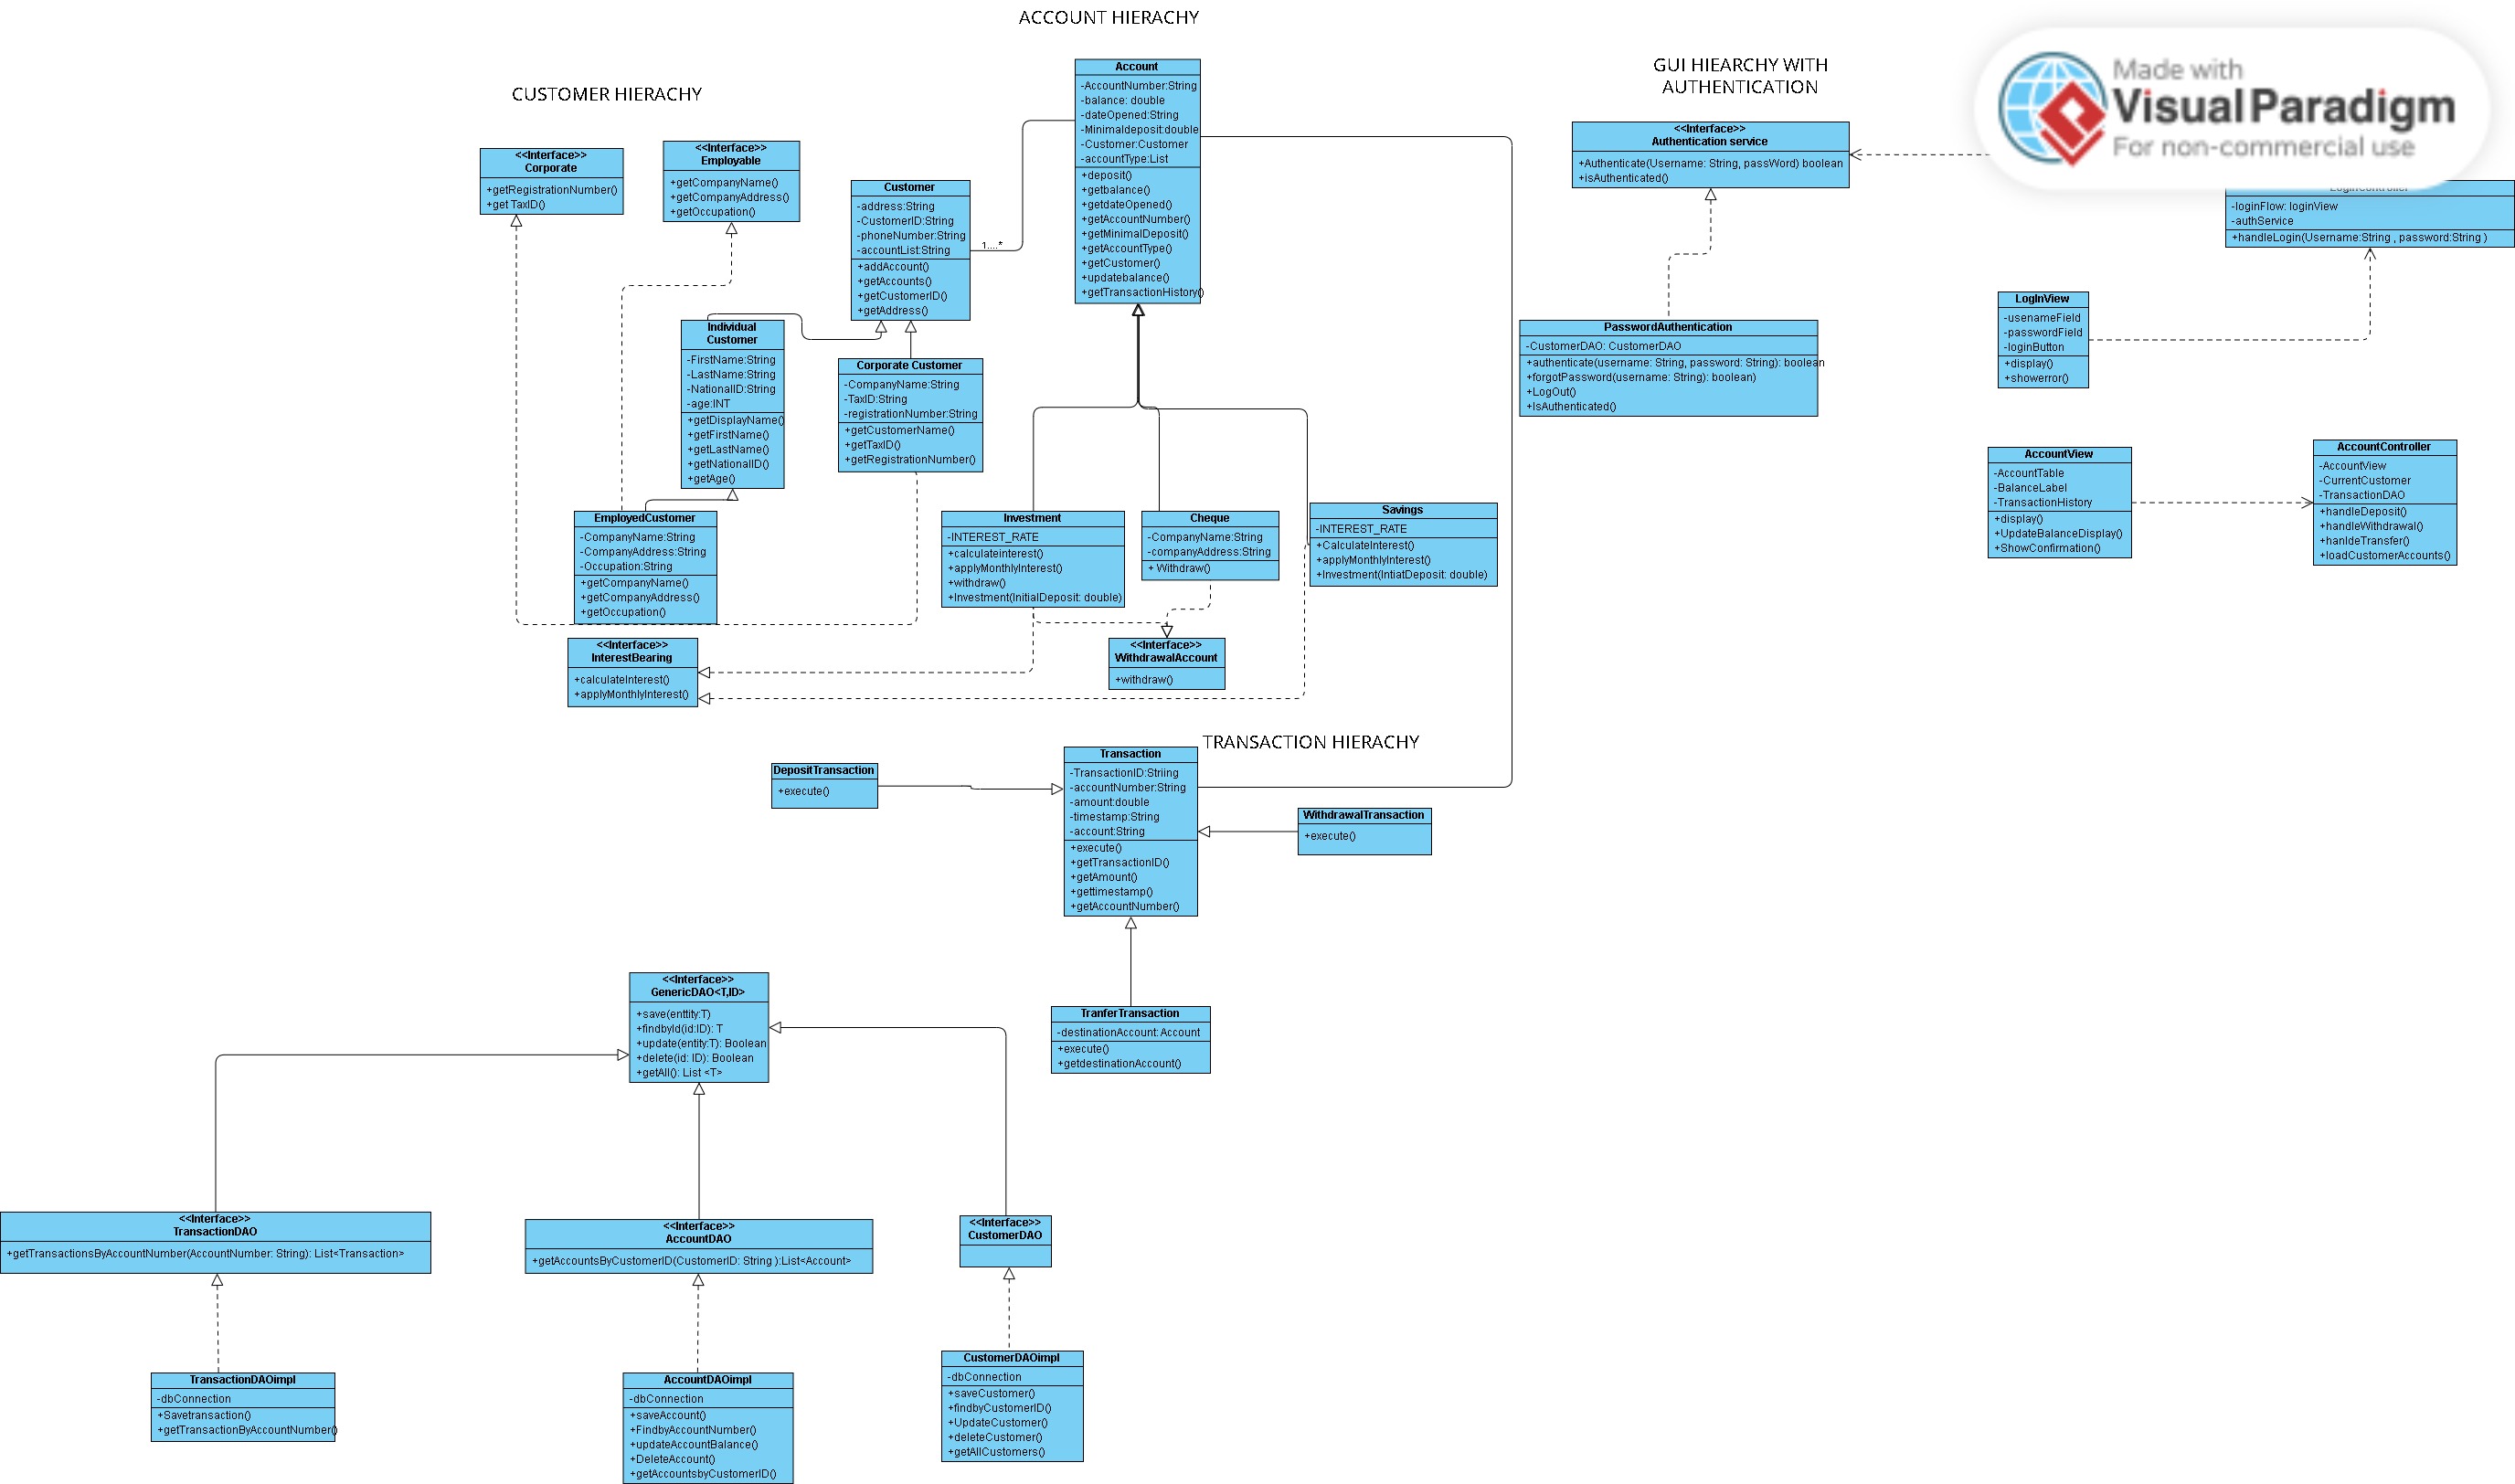 ACCOUNT HIERACHY
CUSTOMER HIERACHY
GUI HIEARCHY WITH
AUTHENTICATION
Made with
Visual Paradigm
For non-commercial use
<<Interface>>
Corporate
+getRegistrationNumber()
+get TaxID()
<<Interface>>
Employable
+getCompanyName()
+getCompanyAddress()
+getOccupation()
Customer
-address:String
-CustomerID:String
-phoneNumber:String
-accountList:String
+addAccount()
+getAccounts()
+getCustomerID()
+getAddress()
1....*
Account
-AccountNumber:String
-balance: double
-dateOpened:String
-Minimaldeposit:double
-Customer:Customer
-accountType:List
+deposit()
+getbalance()
+getdateOpened()
+getAccountNumber()
+getMinimalDeposit()
+getAccountType()
+getCustomer()
+updatebalance()
+getTransactionHistory()
<<Interface>>
Authentication service
+Authenticate(Username: String, passWord) boolean
+isAuthenticated()
LoginController
-loginFlow: loginView
-authService
+handleLogin(Username:String , password:String )
Individual
Customer
-FirstName:String
-LastName:String
-NationalID:String
-age:INT
+getDisplayName()
+getFirstName()
+getLastName()
+getNationalID()
+getAge()
Corporate Customer
-CompanyName:String
-TaxID:String
-registrationNumber:String
+getCustomerName()
+getTaxID()
+getRegistrationNumber()
PasswordAuthentication
-CustomerDAO: CustomerDAO
+authenticate(username: String, password: String): boolean
+forgotPassword(username: String): boolean)
+LogOut()
+IsAuthenticated()
LogInView
-usenameField
-passwordField
-loginButton
+display()
+showerror()
AccountView
-AccountTable
-BalanceLabel
-TransactionHistory
+display()
+UpdateBalanceDisplay()
+ShowConfirmation()
AccountController
-AccountView
-CurrentCustomer
-TransactionDAO
+handleDeposit()
+handleWithdrawal()
+hanldeTransfer()
+loadCustomerAccounts()
EmployedCustomer
-CompanyName:String
-CompanyAddress:String
-Occupation:String
+getCompanyName()
+getCompanyAddress()
+getOccupation()
Investment
-INTEREST_RATE
+calculateinterest()
+applyMonthlyInterest()
+withdraw()
+Investment(InitialDeposit: double)
Cheque
-CompanyName:String
-companyAddress:String
+ Withdraw()
Savings
-INTEREST_RATE
+CalculateInterest()
+applyMonthlyInterest()
+Investment(IntiatDeposit: double)
<<Interface>>
InterestBearing
+calculateInterest()
+applyMonthlyInterest()
<<Interface>>
WithdrawalAccount
+withdraw()
TRANSACTION HIERACHY
DepositTransaction
+execute()
Transaction
-TransactionID:Striing
-accountNumber:String
-amount:double
-timestamp:String
-account:String
+execute()
+getTransactionID()
+getAmount()
+gettimestamp()
+getAccountNumber()
WithdrawalTransaction
+execute()
<<Interface>>
GenericDAO<T,ID>
+save(enttity:T)
+findbyId(id:ID): T
+update(entity:T): Boolean
+delete(id: ID): Boolean
+getAll(): List <T>
TranferTransaction
-destinationAccount: Account
+execute()
+getdestinationAccount()
<<Interface>>
TransactionDAO
+getTransactionsByAccountNumber(AccountNumber: String): List<Transaction>
<<Interface>>
AccountDAO
+getAccountsByCustomerID(CustomerID: String ):List<Account>
<<Interface>>
CustomerDAO
TransactionDAOimpl
-dbConnection
+Savetransaction()
+getTransactionByAccountNumber()
AccountDAOimpl
-dbConnection
+saveAccount()
+FindbyAccountNumber()
+updateAccountBalance()
+DeleteAccount()
+getAccountsbyCustomerID()
CustomerDAOimpl
-dbConnection
+saveCustomer()
+findbyCustomerID()
+UpdateCustomer()
+deleteCustomer()
+getAllCustomers()